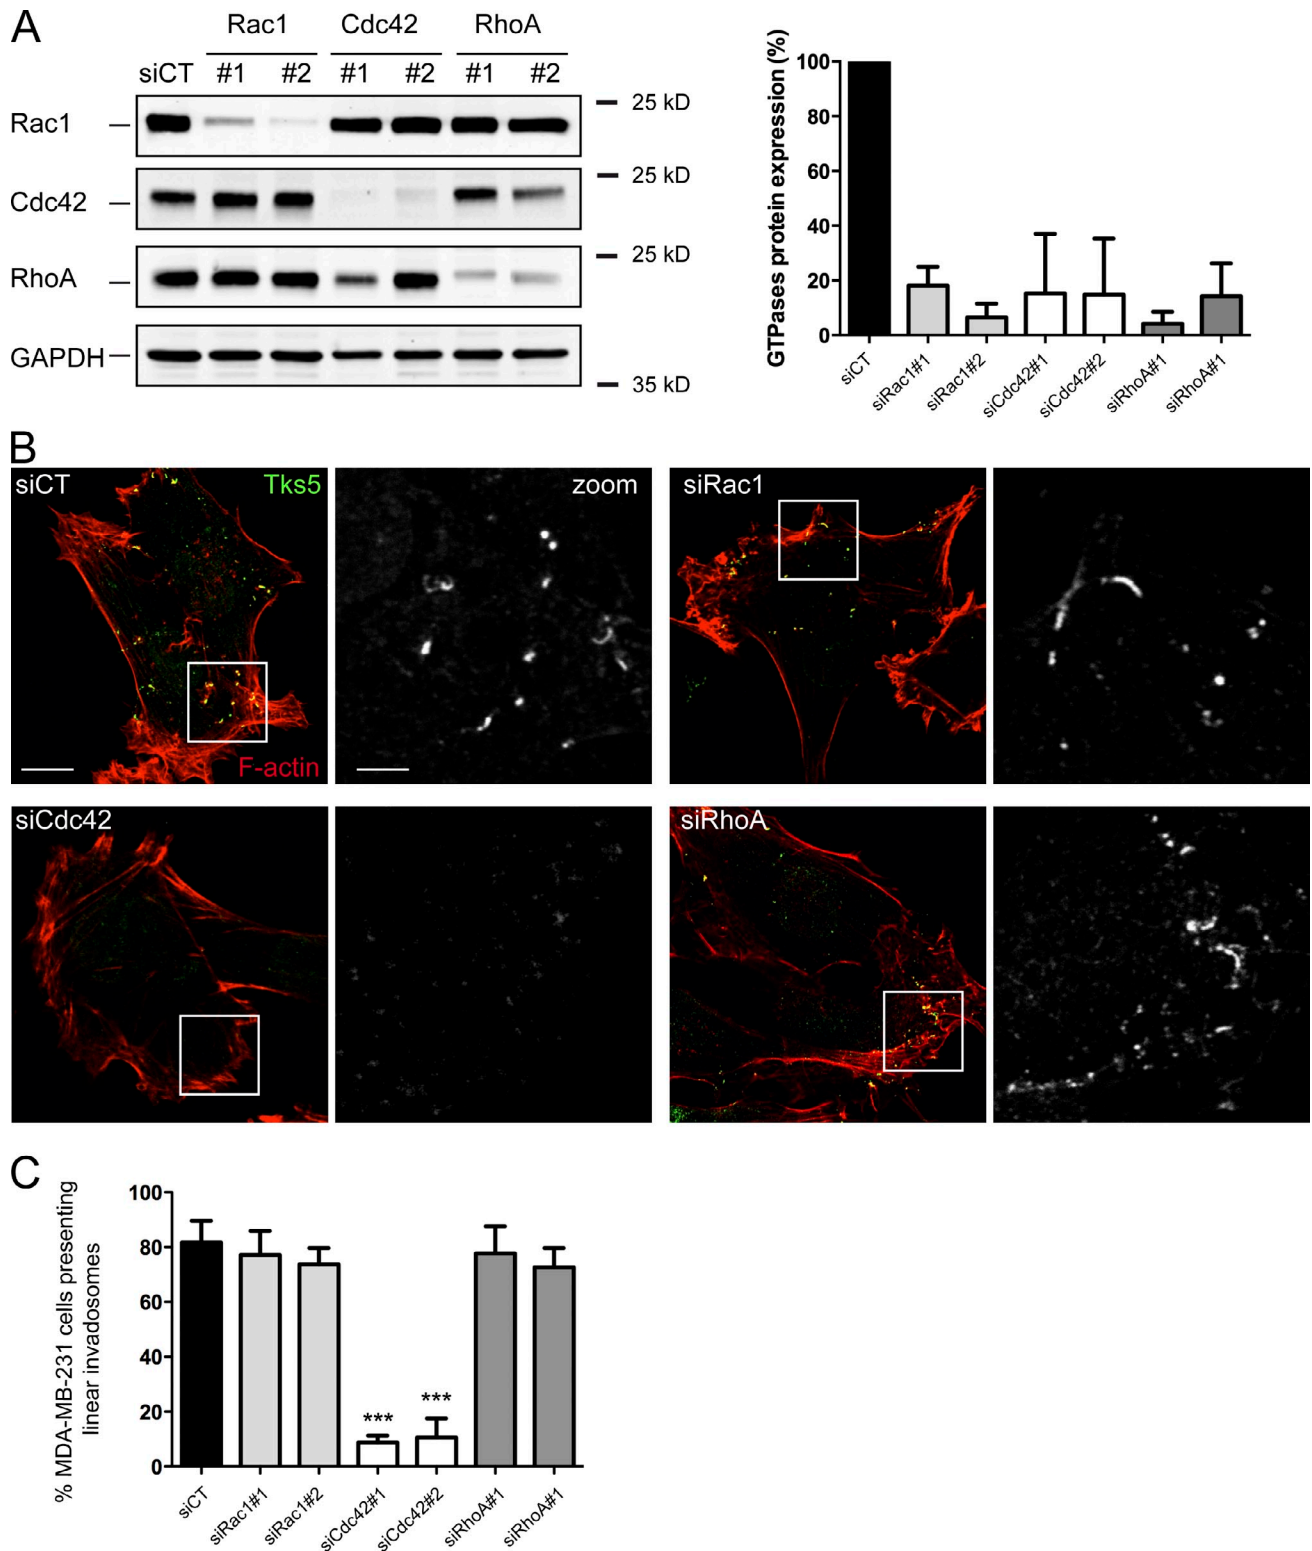 A
Rac1 Cdc42 RhoA
siCT #1 #2 #1 #2 #1 #2
Rac1 25 kD
Cdc42 25 kD
RhoA 25 kD
GAPDH 35 kD
GTPases protein expression (%)
100
80
60
40
20
0
siCT siRac1#1 siRac1#2 siCdc42#1 siCdc42#2 siRhoA#1 siRhoA#1
B
siCT Tks5 zoom siRac1
F-actin
siCdc42 siRhoA
C
% MDA-MB-231 cells presenting
linear invadosomes
100
80
60
40
20
0
*** ***
siCT siRac1#1 siRac1#2 siCdc42#1 siCdc42#2 siRhoA#1 siRhoA#1